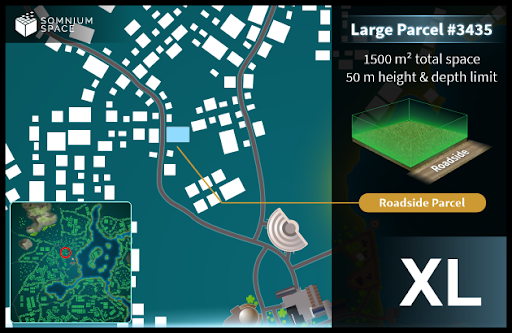 SOMNIUM
SPACE
Large Parcel #3435
1500 m² total space
50 m height & depth limit
Roadside
Roadside Parcel
XL